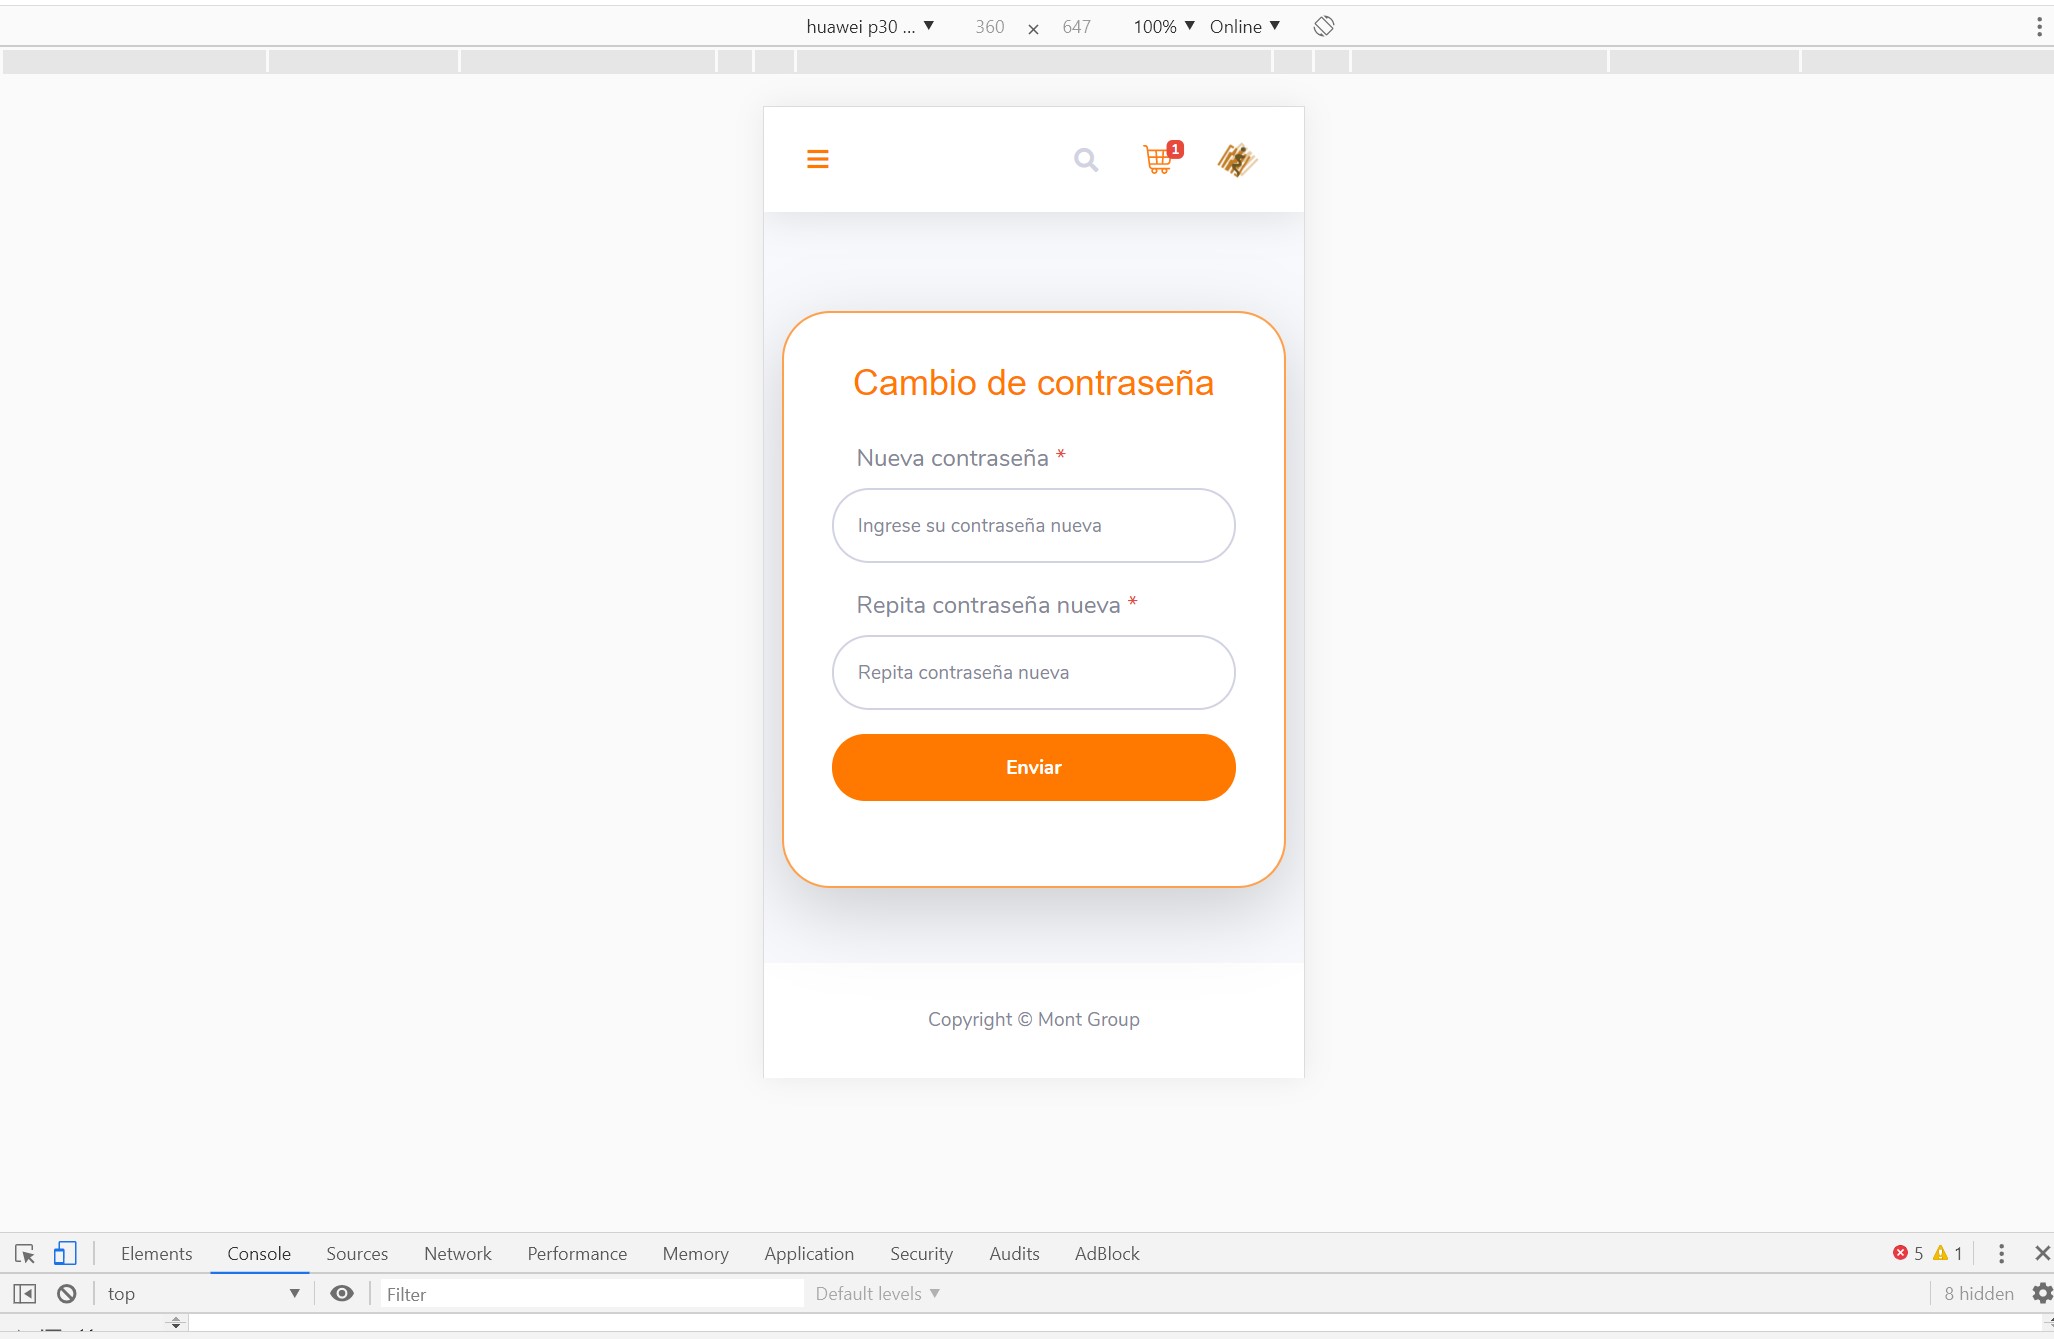 huawei p30 ... 360 × 647 100% Online
1
Cambio de contraseña
Nueva contraseña *
Ingrese su contraseña nueva
Repita contraseña nueva *
Repita contraseña nueva
Enviar
Copyright © Mont Group
Elements Console Sources Network Performance Memory Application Security Audits AdBlock 5 1
top Filter Default levels 8 hidden